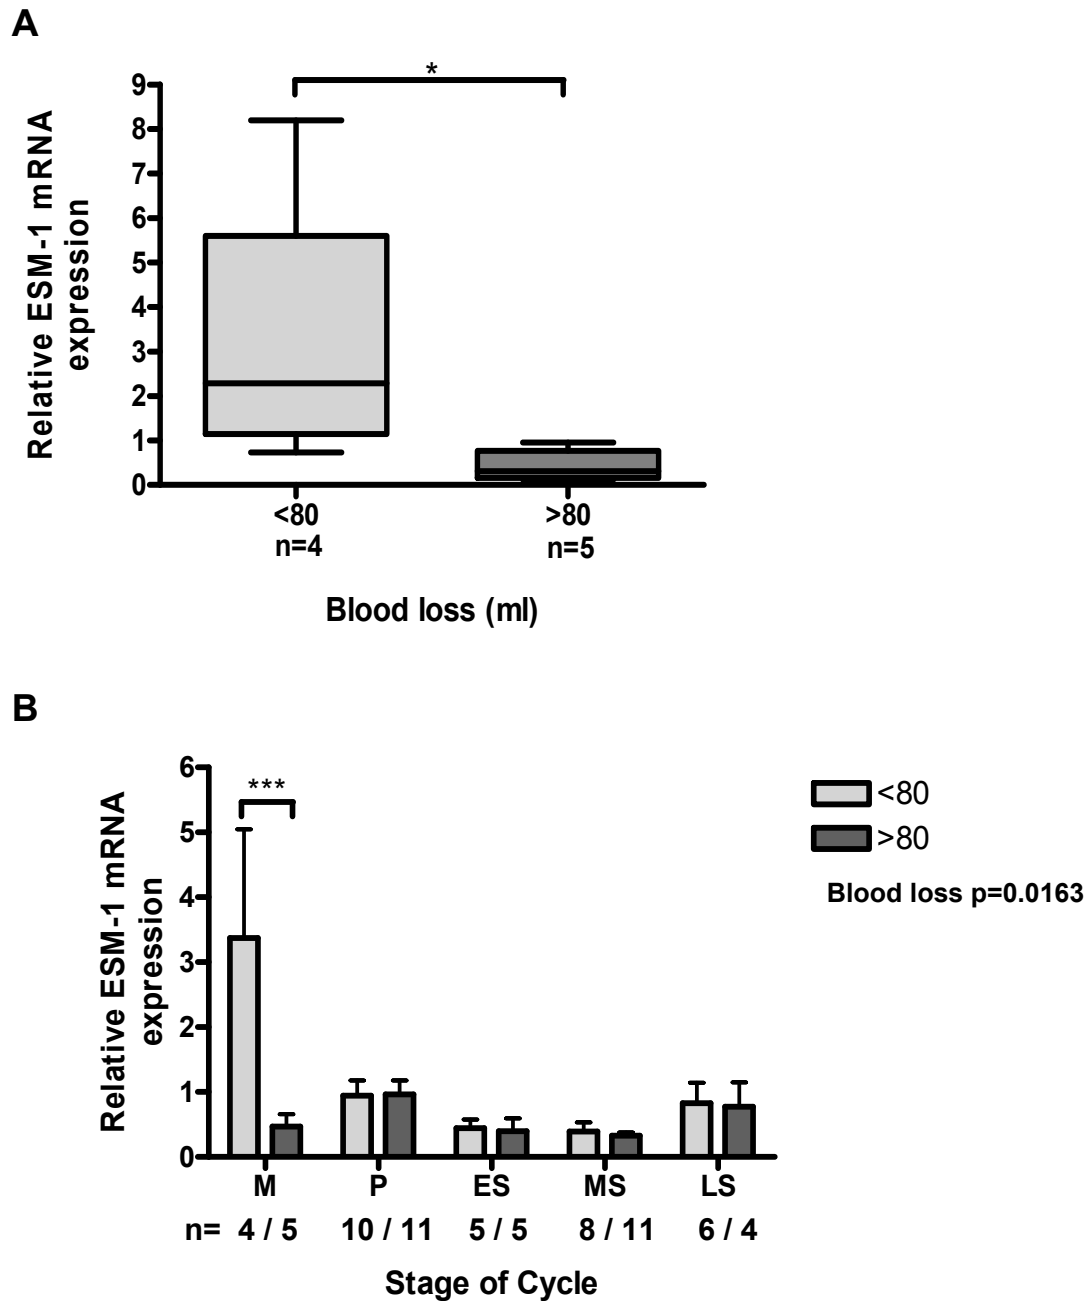 A
*
9
8
7
6
5
4
3
2
1
0
Relative ESM-1 mRNA
expression
<80
>80
n=4
n=5
Blood loss (ml)
B
6
5
4
3
2
1
0
Relative ESM-1 mRNA
expression
***
<80
>80
Blood loss p=0.0163
M P ES MS LS
n= 4 / 5 10 / 11 5 / 5 8 / 11 6 / 4
Stage of Cycle